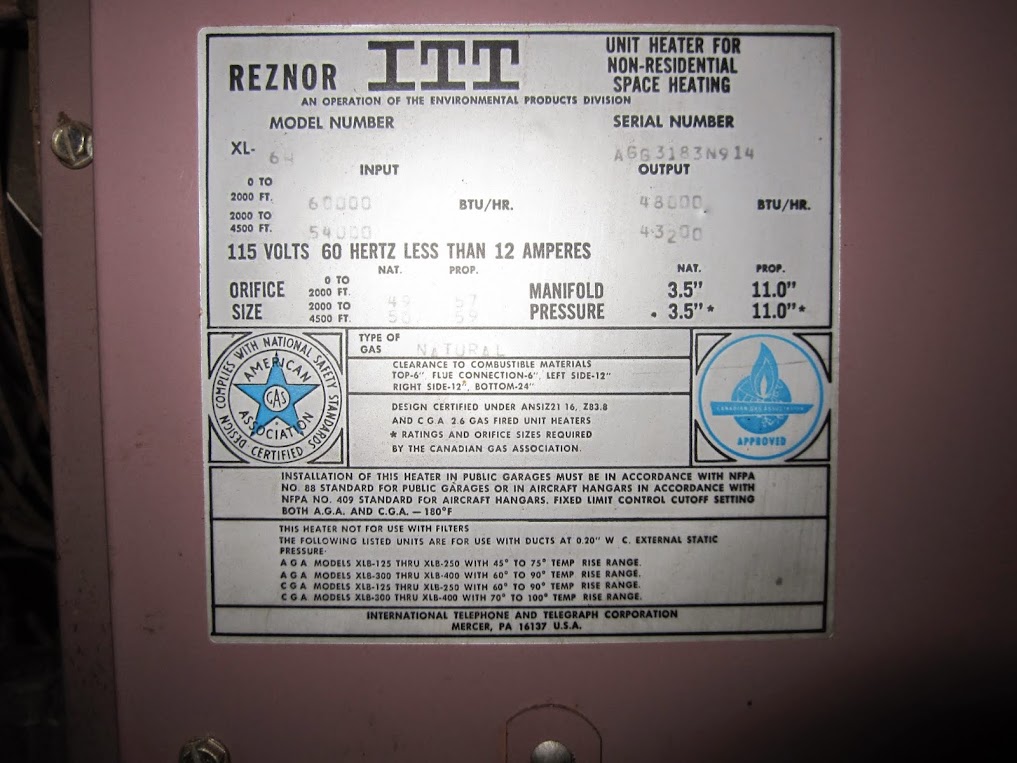 REZNOR ITT
AN OPERATION OF THE ENVIRONMENTAL PRODUCTS DIVISION
UNIT HEATER FOR
NON-RESIDENTIAL
SPACE HEATING
MODEL NUMBER SERIAL NUMBER
XL- AGG3183N914
INPUT OUTPUT
0 TO
2000 FT. 60000 BTU/HR. 48000 BTU/HR.
2000 TO
4500 FT. 54000 43200
115 VOLTS 60 HERTZ LESS THAN 12 AMPERES
NAT. PROP. NAT. PROP.
ORIFICE 0 TO 2000 FT. 49 57 MANIFOLD 3.5" 11.0"
SIZE 2000 TO 4500 FT. 59 PRESSURE 3.5"* 11.0"*
DESIGN COMPLIES WITH NATIONAL SAFETY STANDARDS
AMERICAN
GAS
ASSOCIATION
DESIGN CERTIFIED
TYPE OF
GAS NATURAL
CLEARANCE TO COMBUSTIBLE MATERIALS
TOP-6", FLUE CONNECTION-6", LEFT SIDE-12"
RIGHT SIDE-12", BOTTOM-24"
DESIGN CERTIFIED UNDER ANSIZ21 16, Z83.8
AND C G A 2.6 GAS FIRED UNIT HEATERS
* RATINGS AND ORIFICE SIZES REQUIRED
BY THE CANADIAN GAS ASSOCIATION.
CANADIAN GAS ASSOCIATION
APPROVED
INSTALLATION OF THIS HEATER IN PUBLIC GARAGES MUST BE IN ACCORDANCE WITH NFPA
NO. 88 STANDARD FOR PUBLIC GARAGES OR IN AIRCRAFT HANGARS IN ACCORDANCE WITH
NFPA NO. 409 STANDARD FOR AIRCRAFT HANGARS. FIXED LIMIT CONTROL CUTOFF SETTING
BOTH A.G.A. AND C.G.A. — 180°F
THIS HEATER NOT FOR USE WITH FILTERS
THE FOLLOWING LISTED UNITS ARE FOR USE WITH DUCTS AT 0.20" W C. EXTERNAL STATIC
PRESSURE·
A G A MODELS XLB-125 THRU XLB-250 WITH 45° TO 75° TEMP RISE RANGE.
A G A MODELS XLB-300 THRU XLB-400 WITH 60° TO 90° TEMP RISE RANGE.
C G A MODELS XLB-125 THRU XLB-250 WITH 60° TO 90° TEMP RISE RANGE.
C G A MODELS XLB-300 THRU XLB-400 WITH 70° TO 100° TEMP RISE RANGE.
INTERNATIONAL TELEPHONE AND TELEGRAPH CORPORATION
MERCER, PA 16137 U.S.A.